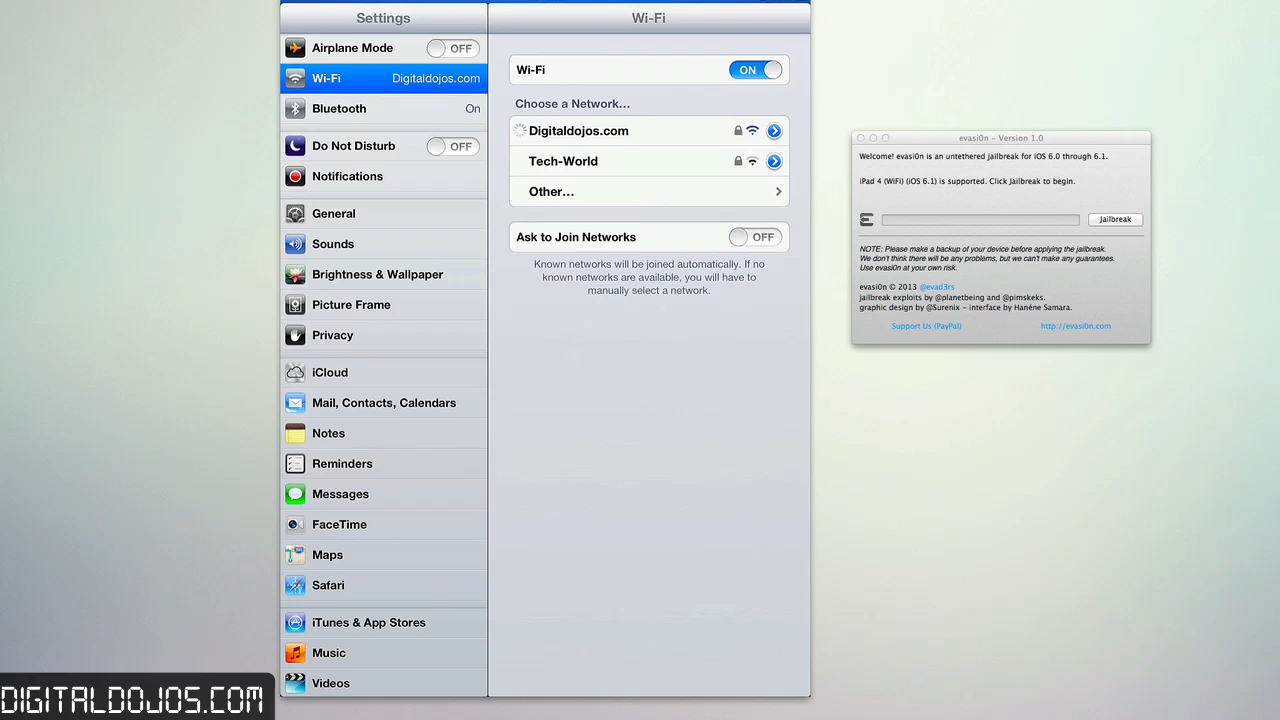 Settings
Airplane Mode OFF
Wi-Fi Digitaldojos.com
Bluetooth On
Do Not Disturb OFF
Notifications
General
Sounds
Brightness & Wallpaper
Picture Frame
Privacy
iCloud
Mail, Contacts, Calendars
Notes
Reminders
Messages
FaceTime
Maps
Safari
iTunes & App Stores
Music
Videos
Wi-Fi
Wi-Fi ON
Choose a Network...
Digitaldojos.com
Tech-World
Other...
Ask to Join Networks OFF
Known networks will be joined automatically. If no
known networks are available, you will have to
manually select a network.
evasi0n - Version 1.0
Welcome! evasi0n is an untethered jailbreak for iOS 6.0 through 6.1.
iPad 4 (WiFi) (iOS 6.1) is supported. Click Jailbreak to begin.
Jailbreak
NOTE: Please make a backup of your device before applying the jailbreak.
We don't think there will be any problems, but we can't make any guarantees.
Use evasi0n at your own risk.
evasi0n © 2013 @evad3rs
jailbreak exploits by @planetbeing and @pimskeks.
graphic design by @Surenix - interface by Hanéne Samara.
Support Us (PayPal) http://evasi0n.com
DIGITALDOJOS.COM